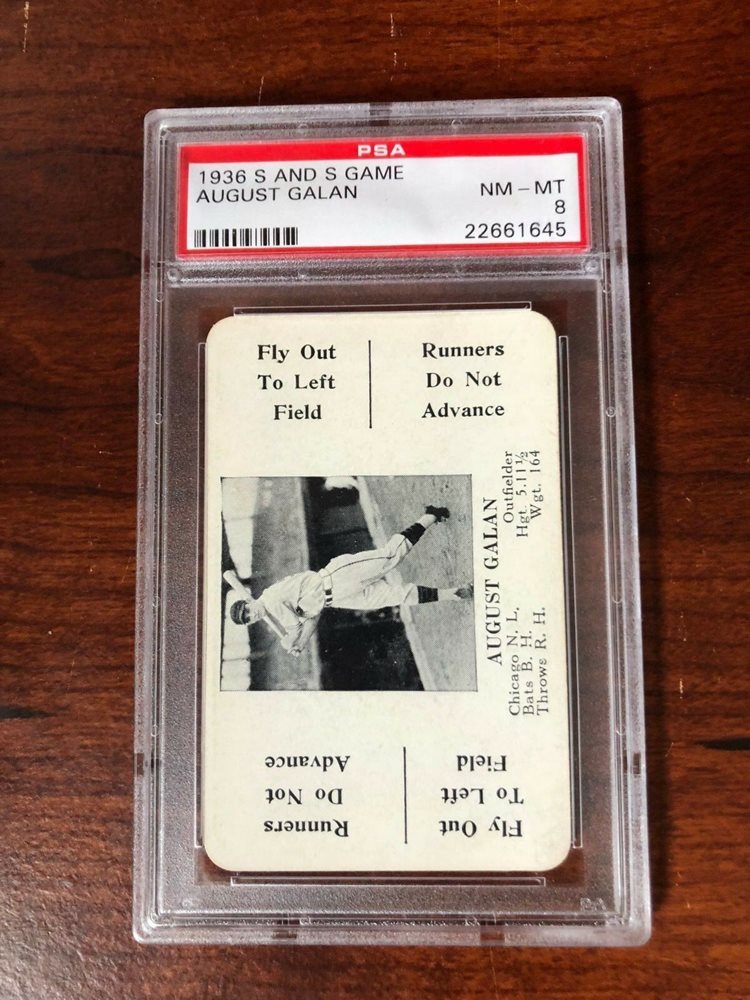 PSA
1936 S AND S GAME
AUGUST GALAN
NM - MT
8
22661645
Fly Out
To Left
Field
Runners
Do Not
Advance
AUGUST GALAN
Chicago N. L. Outfielder
Bats B. H. Hgt. 5.11½
Throws R. H. Wgt. 164
Fly Out
To Left
Field
Runners
Do Not
Advance